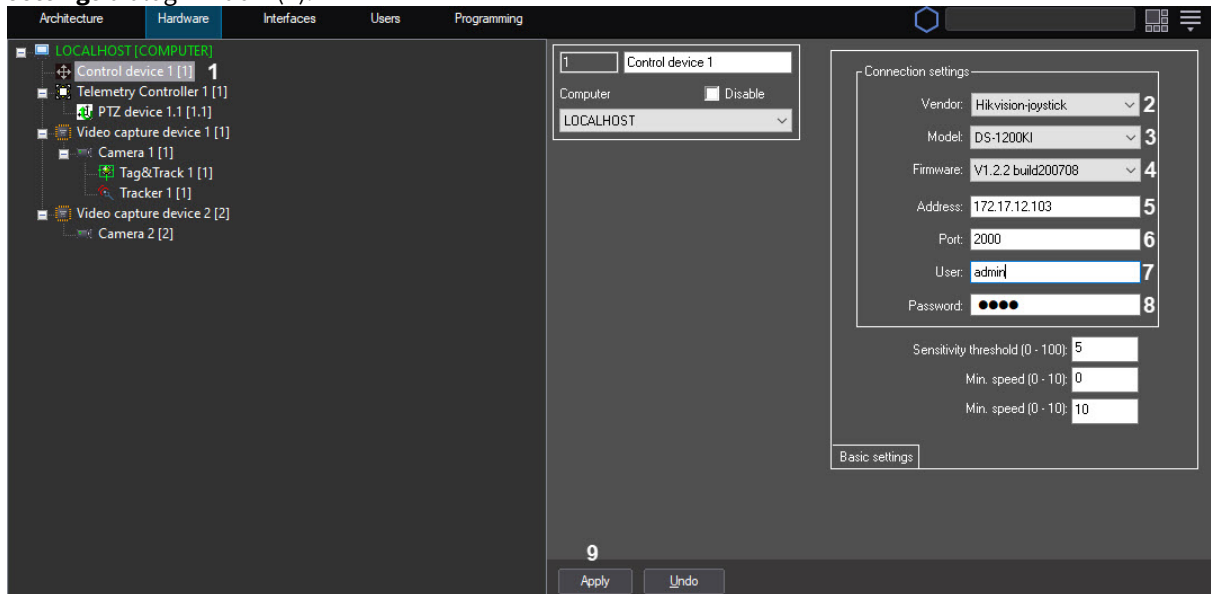 Architecture Hardware Interfaces Users Programming
LOCALHOST [COMPUTER]
Control device 1 [1] 1
Telemetry Controller 1 [1]
PTZ device 1.1 [1.1]
Video capture device 1 [1]
Camera 1 [1]
Tag&Track 1 [1]
Tracker 1 [1]
Video capture device 2 [2]
Camera 2 [2]
1 Control device 1
Computer Disable
LOCALHOST
Connection settings
Vendor: Hikvision-joystick 2
Model: DS-1200KI 3
Firmware: V1.2.2 build200708 4
Address: 172.17.12.103 5
Port: 2000 6
User: admin 7
Password: ●●●● 8
Sensitivity threshold (0 - 100): 5
Min. speed (0 - 10): 0
Min. speed (0 - 10): 10
Basic settings
9
Apply Undo